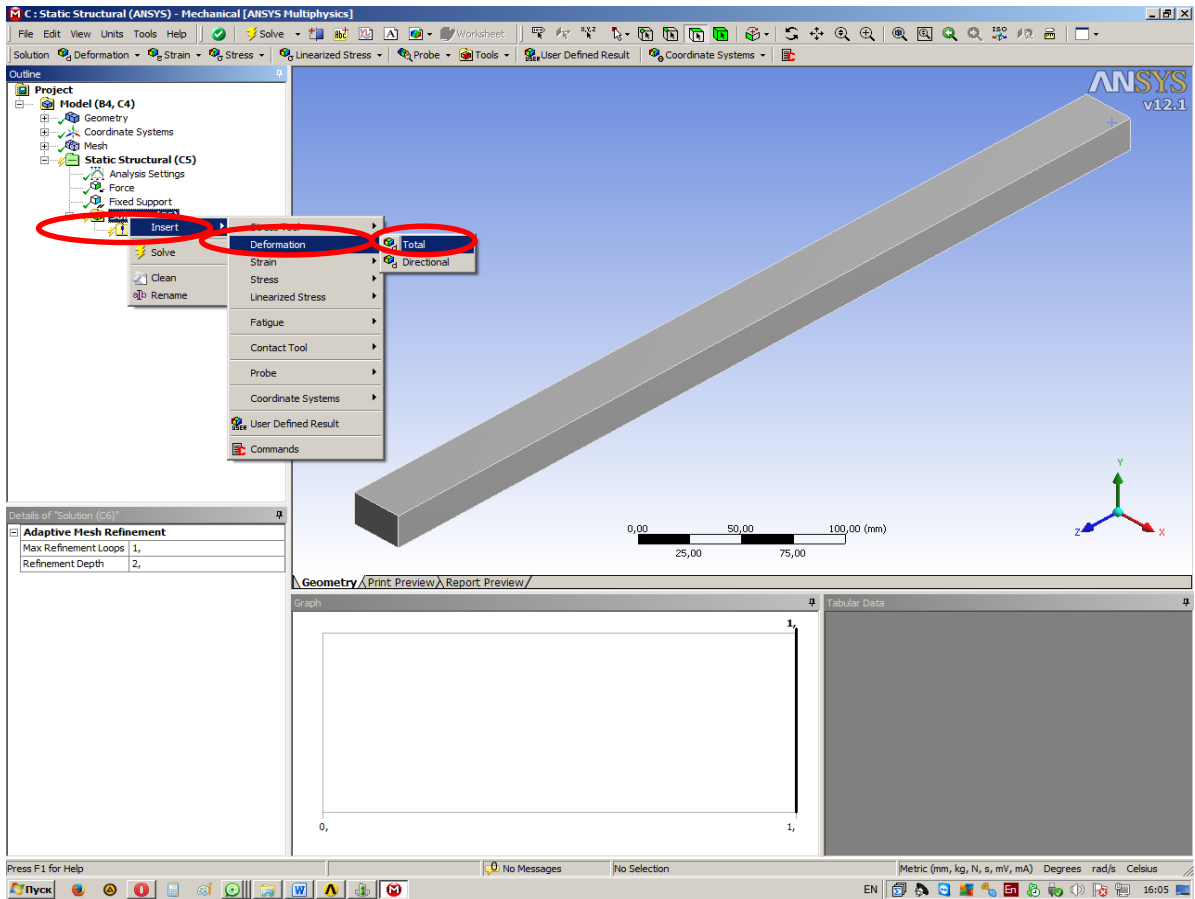 C : Static Structural (ANSYS) - Mechanical [ANSYS Multiphysics]
File Edit View Units Tools Help Solve Worksheet
Solution Deformation Strain Stress Linearized Stress Probe Tools User Defined Result Coordinate Systems
Outline
Project
Model (B4, C4)
Geometry
Coordinate Systems
Mesh
Static Structural (C5)
Analysis Settings
Force
Fixed Support
Insert
Solve
Clean
Rename
Stress Tool
Deformation
Strain
Stress
Linearized Stress
Fatigue
Contact Tool
Probe
Coordinate Systems
User Defined Result
Commands
Total
Directional
ANSYS
v12.1
Y
Z
X
0,00 50,00 100,00 (mm)
25,00 75,00
Details of "Solution (C6)"
Adaptive Mesh Refinement
Max Refinement Loops 1,
Refinement Depth 2,
Geometry Print Preview Report Preview
Graph
1,
0, 1,
Tabular Data
Press F1 for Help No Messages No Selection Metric (mm, kg, N, s, mV, mA) Degrees rad/s Celsius
Пуск EN 16:05